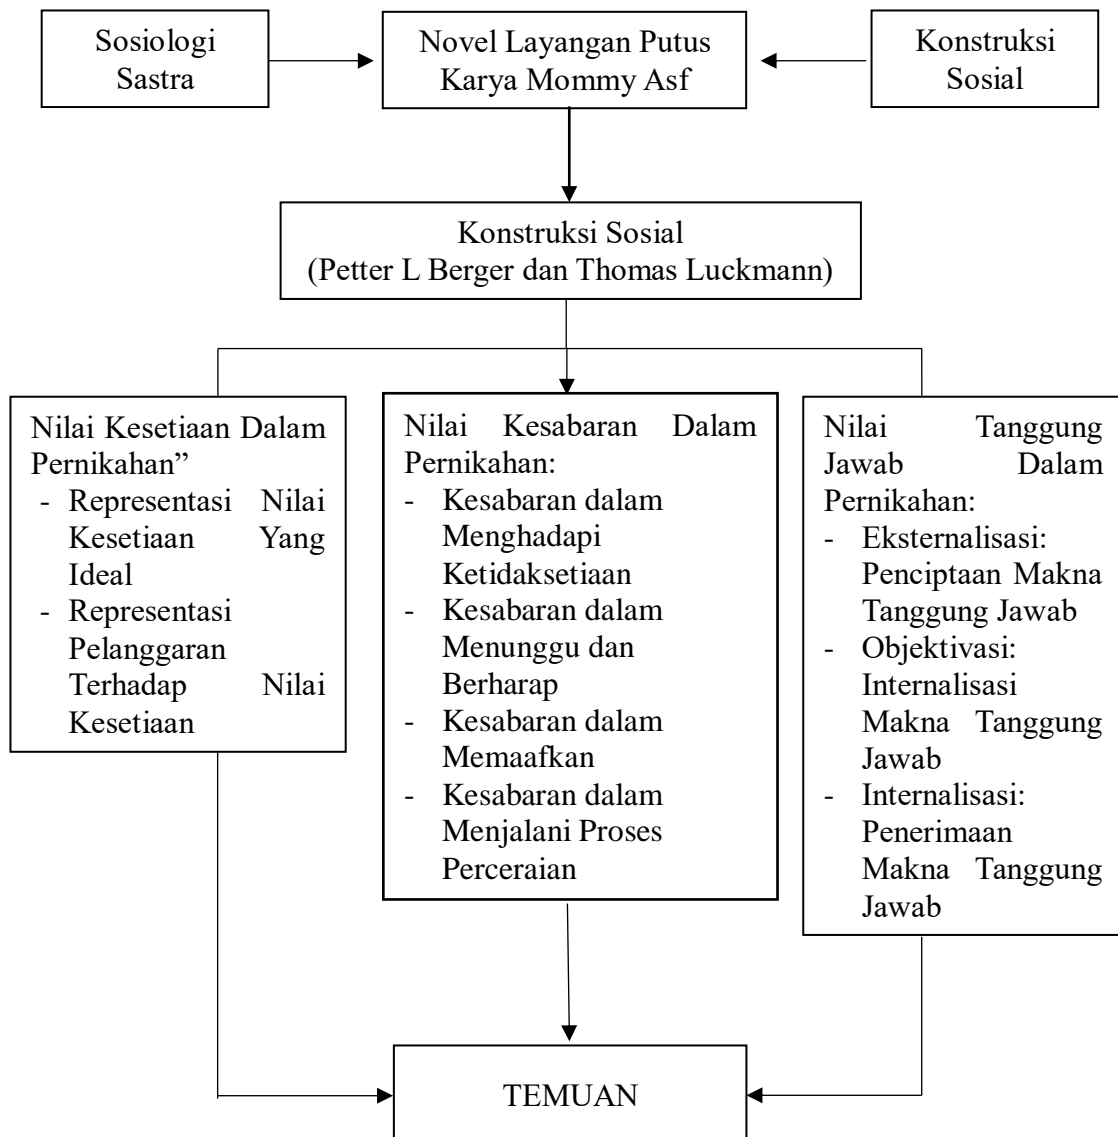 Sosiologi
Sastra
Novel Layangan Putus
Karya Mommy Asf
Konstruksi
Sosial
Konstruksi Sosial
(Petter L Berger dan Thomas Luckmann)
Nilai Kesetiaan Dalam
Pernikahan”
- Representasi Nilai
Kesetiaan Yang
Ideal
- Representasi
Pelanggaran
Terhadap Nilai
Kesetiaan
Nilai Kesabaran Dalam
Pernikahan:
- Kesabaran dalam
Menghadapi
Ketidaksetiaan
- Kesabaran dalam
Menunggu dan
Berharap
- Kesabaran dalam
Memaafkan
- Kesabaran dalam
Menjalani Proses
Perceraian
Nilai Tanggung
Jawab Dalam
Pernikahan:
- Eksternalisasi:
Penciptaan Makna
Tanggung Jawab
- Objektivasi:
Internalisasi
Makna Tanggung
Jawab
- Internalisasi:
Penerimaan
Makna Tanggung
Jawab
TEMUAN